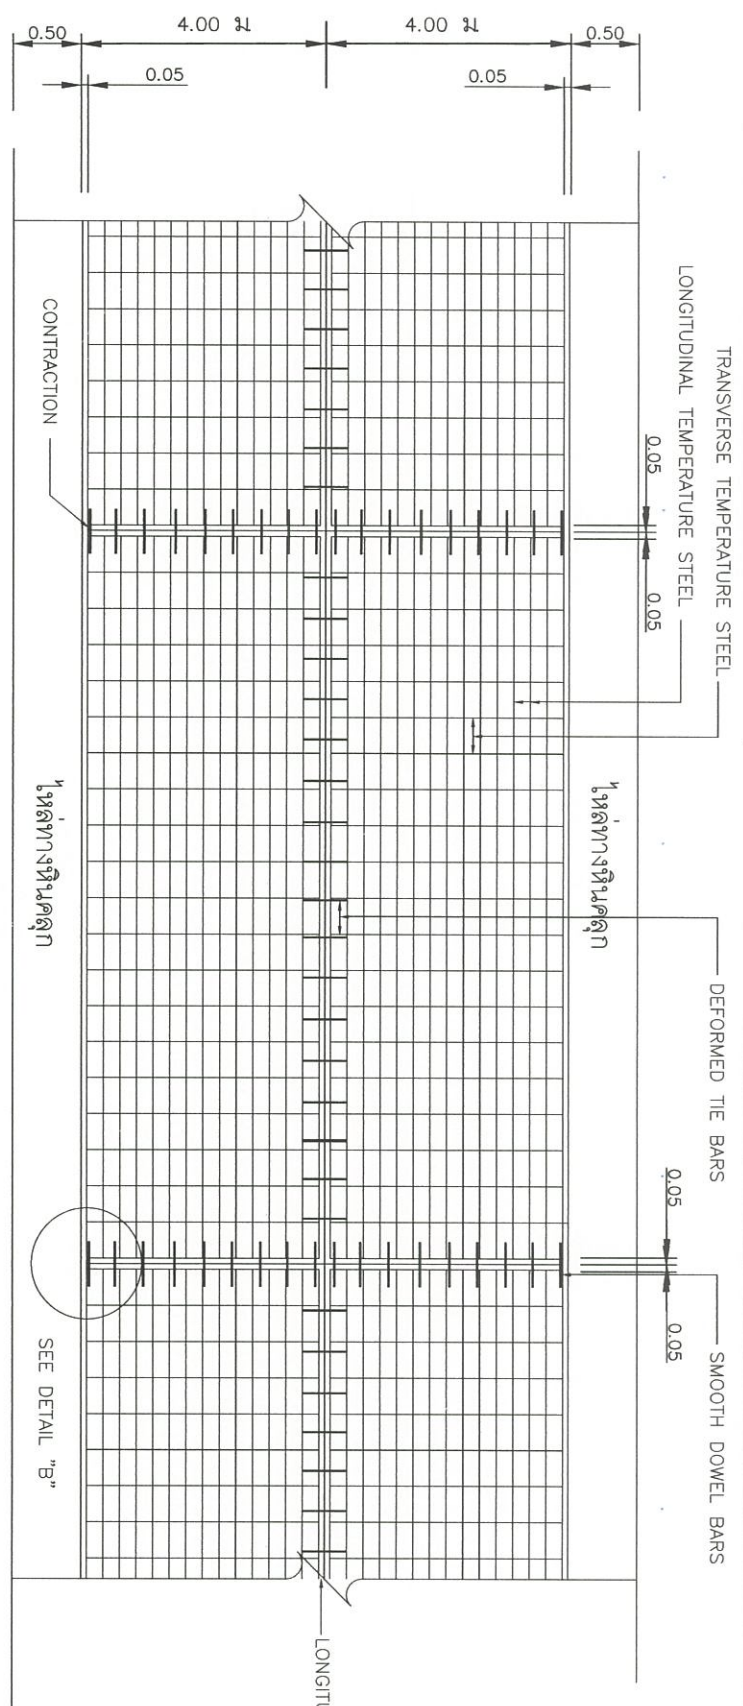 0.50
4.00 ม
4.00 ม
0.50
0.05
0.05
TRANSVERSE TEMPERATURE STEEL
LONGITUDINAL TEMPERATURE STEEL
0.05
0.05
DEFORMED TIE BARS
0.05
0.05
SMOOTH DOWEL BARS
ไหล่ทางหินคลุก
ไหล่ทางหินคลุก
CONTRACTION
SEE DETAIL "B"
LONGITU